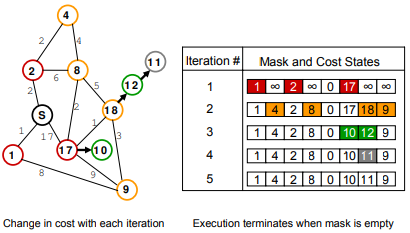 4
2 4
11
2 6 8
12
2 5
18
S
1 17 2 1
3
1 17 10
8 9
9
Iteration # Mask and Cost States
1 1 ∞ 2 ∞ 0 17 ∞ ∞
2 1 4 2 8 0 17 18 9
3 1 4 2 8 0 10 12 9
4 1 4 2 8 0 10 11 9
5 1 4 2 8 0 10 11 9
Change in cost with each iteration
Execution terminates when mask is empty